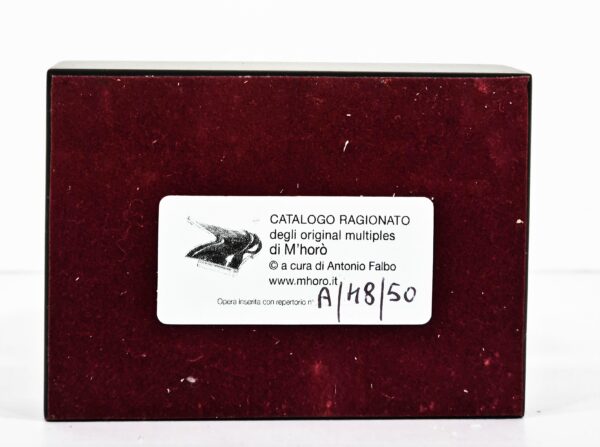 CATALOGO RAGIONATO
degli original multiples
di M'horò
© a cura di Antonio Falbo
www.mhoro.it
Opera inserita con repertorio n° A/48/50